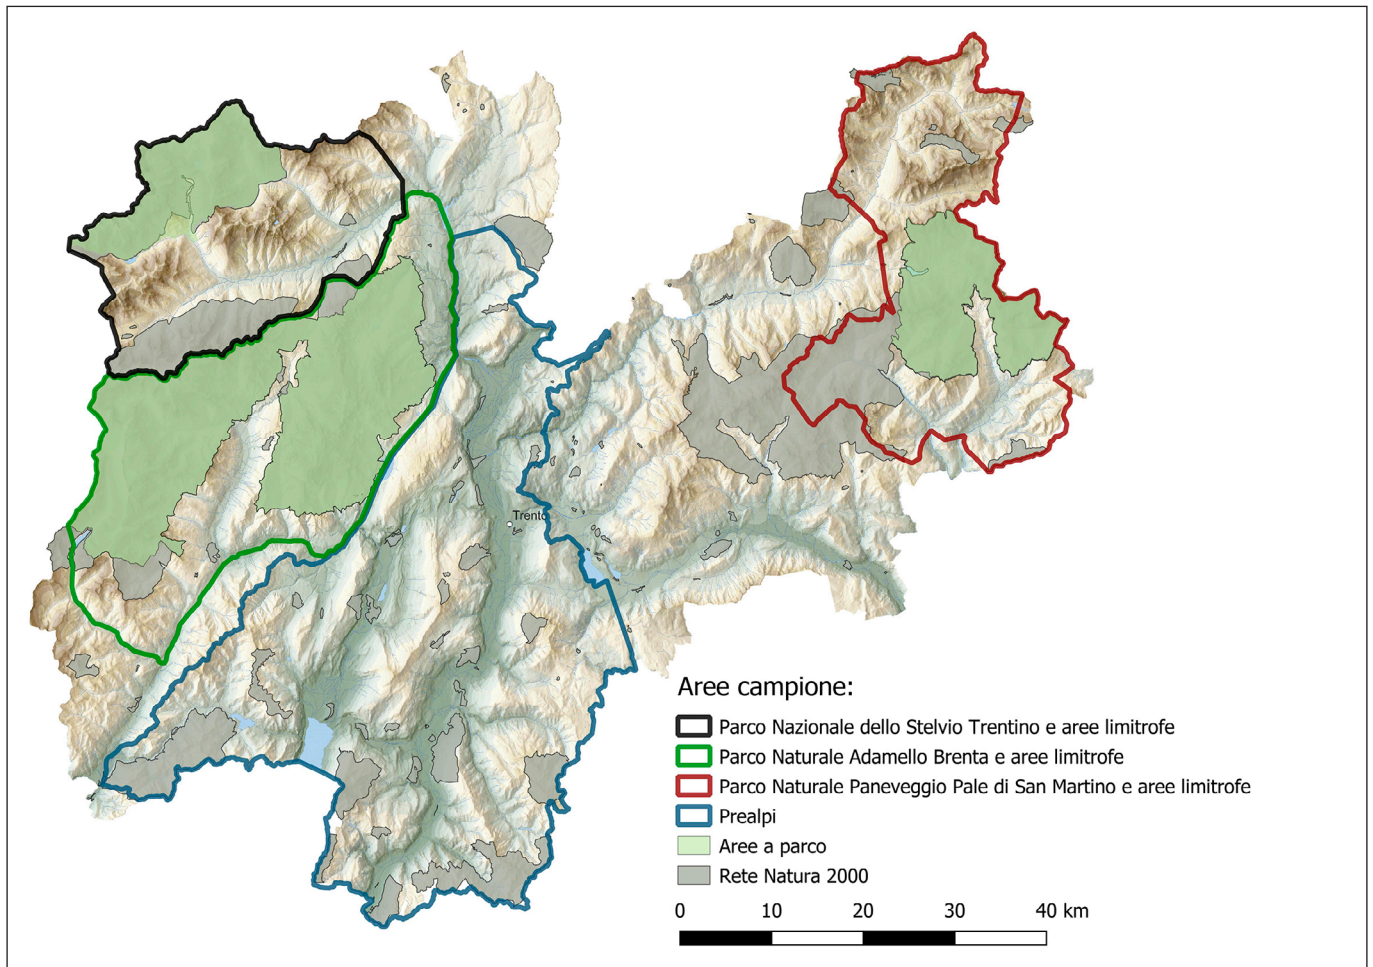 Trento
Aree campione:
Parco Nazionale dello Stelvio Trentino e aree limitrofe
Parco Naturale Adamello Brenta e aree limitrofe
Parco Naturale Paneveggio Pale di San Martino e aree limitrofe
Prealpi
Aree a parco
Rete Natura 2000
0 10 20 30 40 km